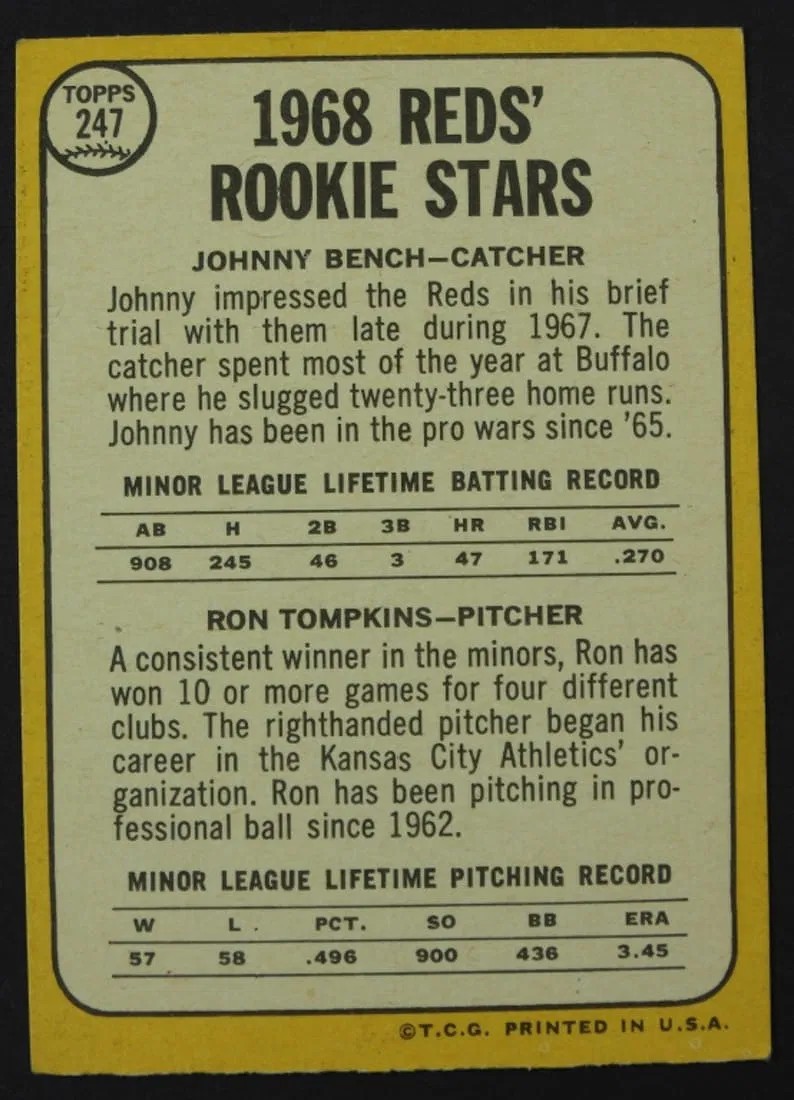 TOPPS
247
1968 REDS'
ROOKIE STARS
JOHNNY BENCH—CATCHER
Johnny impressed the Reds in his brief
trial with them late during 1967. The
catcher spent most of the year at Buffalo
where he slugged twenty-three home runs.
Johnny has been in the pro wars since '65.
MINOR LEAGUE LIFETIME BATTING RECORD
AB H 2B 3B HR RBI AVG.
908 245 46 3 47 171 .270
RON TOMPKINS—PITCHER
A consistent winner in the minors, Ron has
won 10 or more games for four different
clubs. The righthanded pitcher began his
career in the Kansas City Athletics' or-
ganization. Ron has been pitching in pro-
fessional ball since 1962.
MINOR LEAGUE LIFETIME PITCHING RECORD
W L. PCT. SO BB ERA
57 58 .496 900 436 3.45
©T.C.G. PRINTED IN U.S.A.